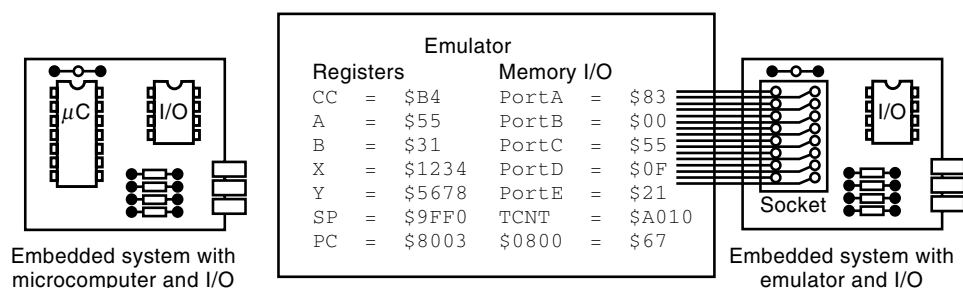 μC
I/O
Embedded system with
microcomputer and I/O
Emulator
Registers Memory I/O
CC = $B4 PortA = $83
A = $55 PortB = $00
B = $31 PortC = $55
X = $1234 PortD = $0F
Y = $5678 PortE = $21
SP = $9FF0 TCNT = $A010
PC = $8003 $0800 = $67
I/O
Socket
Embedded system with
emulator and I/O